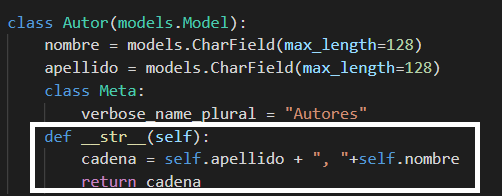 class Autor(models.Model):
    nombre = models.CharField(max_length=128)
    apellido = models.CharField(max_length=128)
    class Meta:
        verbose_name_plural = "Autores"
    def __str__(self):
        cadena = self.apellido + ", "+self.nombre
        return cadena